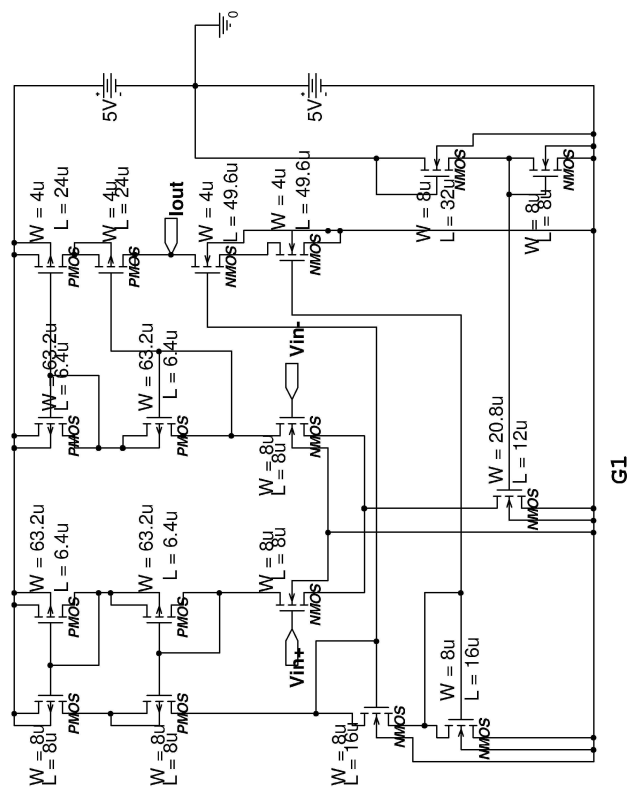 0
5V
5V
W = 4u
L = 24u
PMOS
W = 4u
L = 24u
PMOS
Iout
W = 4u
L = 49.6u
NMOS
W = 4u
L = 49.6u
NMOS
W = 8u
L = 32u
NMOS
W = 8u
L = 8u
NMOS
W = 63.2u
L = 6.4u
PMOS
W = 63.2u
L = 6.4u
PMOS
Vin-
W = 8u
L = 8u
NMOS
W = 20.8u
L = 12u
NMOS
W = 63.2u
L = 6.4u
PMOS
W = 63.2u
L = 6.4u
PMOS
W = 8u
L = 8u
NMOS
Vin+
W = 8u
L = 8u
PMOS
W = 8u
L = 8u
PMOS
W = 8u
L = 16u
NMOS
W = 8u
L = 16u
NMOS
G1